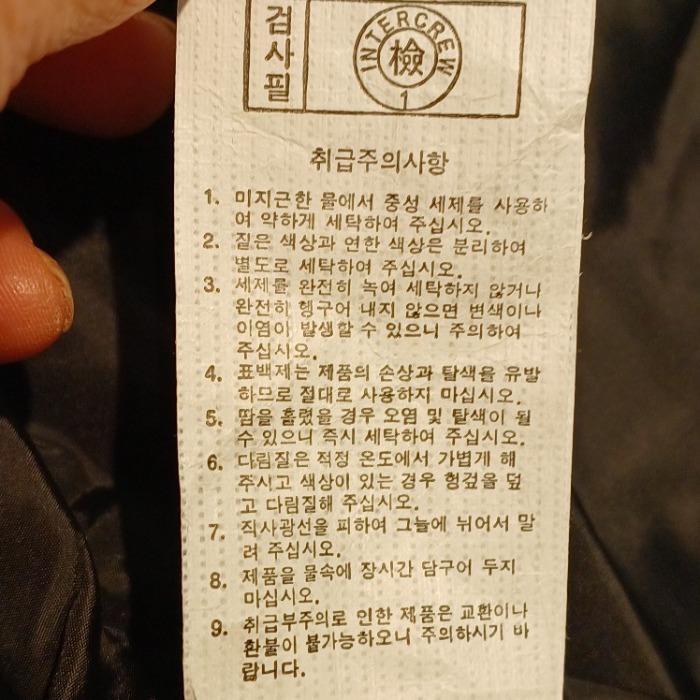 검사필
INTERCREW
檢
1
취급주의사항
1. 미지근한 물에서 중성 세제를 사용하
여 약하게 세탁하여 주십시오.
2. 짙은 색상과 연한 색상은 분리하여
별도로 세탁하여 주십시오.
3. 세제를 완전히 녹여 세탁하지 않거나
완전히 헹구어 내지 않으면 변색이나
이염이 발생할 수 있으니 주의하여
주십시오.
4. 표백제는 제품의 손상과 탈색을 유발
하므로 절대로 사용하지 마십시오.
5. 땀을 흘렸을 경우 오염 및 탈색이 될
수 있으니 즉시 세탁하여 주십시오.
6. 다림질은 적정 온도에서 가볍게 해
주시고 색상이 있는 경우 헝겊을 덮
고 다림질해 주십시오.
7. 직사광선을 피하여 그늘에 뉘어서 말
려 주십시오.
8. 제품을 물속에 장시간 담구어 두지
마십시오.
9. 취급부주의로 인한 제품은 교환이나
환불이 불가능하오니 주의하시기 바
랍니다.